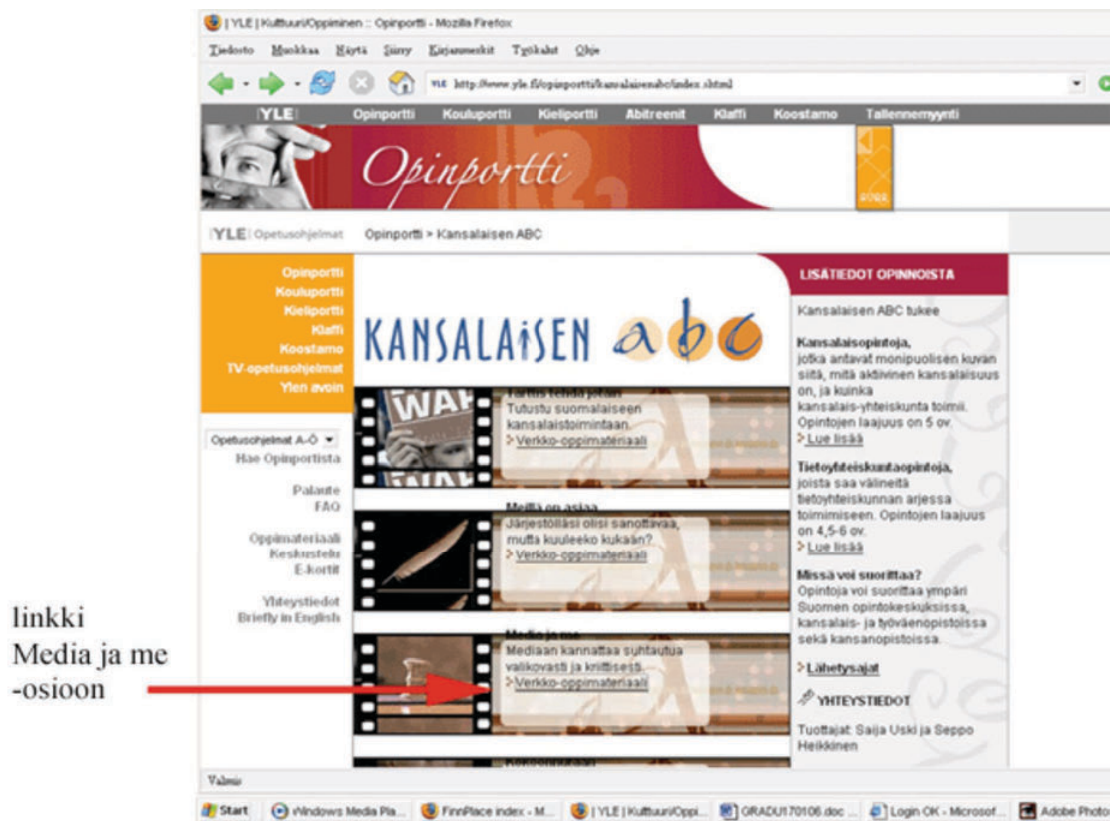 | YLE | Kulttuuri/Oppiminen :: Opinportti - Mozilla Firefox
Tiedosto Muokkaa Näytä Siirry Kirjanmerkit Työkalut Ohje
YLE http://www.yle.fi/opinportti/kansalaisenabc/index.shtml
YLE Opinportti Kouluportti Kieliportti Abitreenit Klaffi Koostamo Tallennemyynti
Opinportti
YLE Opetusohjelmat Opinportti > Kansalaisen ABC
Opinportti
Kouluportti
Kieliportti
Klaffi
Koostamo
TV-opetusohjelmat
Ylen avoin
Opetusohjelmat A-Ö
Hae Opinportista
Palaute
FAQ
Oppimateriaali
Keskustelu
E-kortit
Yhteystiedot
Briefly in English
KANSALAiSEN abc
WAR
WAR
Tarttis tehdä jotain
Tutustu suomalaiseen
kansalaistoimintaan.
Verkko-oppimateriaali
Meillä on asiaa
Järjestölläsi olisi sanottavaa,
mutta kuuleeko kukaan?
Verkko-oppimateriaali
Media ja me
Mediaan kannattaa suhtautua
valikovasti ja kriittisesti.
Verkko-oppimateriaali
Kokoonnutaan
LISÄTIEDOT OPINNOISTA
Kansalaisen ABC tukee
Kansalaisopintoja,
jotka antavat monipuolisen kuvan
siitä, mitä aktiivinen kansalaisuus
on, ja kuinka
kansalais-yhteiskunta toimii.
Opintojen laajuus on 5 ov.
Lue lisää
Tietoyhteiskuntaopintoja,
joista saa välineitä
tietoyhteiskunnan arjessa
toimimiseen. Opintojen laajuus
on 4,5-6 ov.
Lue lisää
Missä voi suorittaa?
Opintoja voi suorittaa ympäri
Suomen opintokeskuksissa,
kansalais- ja työväenopistoissa
sekä kansanopistoissa.
Lähetysajat
YHTEYSTIEDOT
Tuottajat: Saija Uski ja Seppo
Heikkinen
linkki
Media ja me
-osioon
Valmis
Start Windows Media Pla... FinnPlace index - M... | YLE | Kulttuuri/Oppi... GRADU170106.doc ... Login OK - Microsof... Adobe Photo